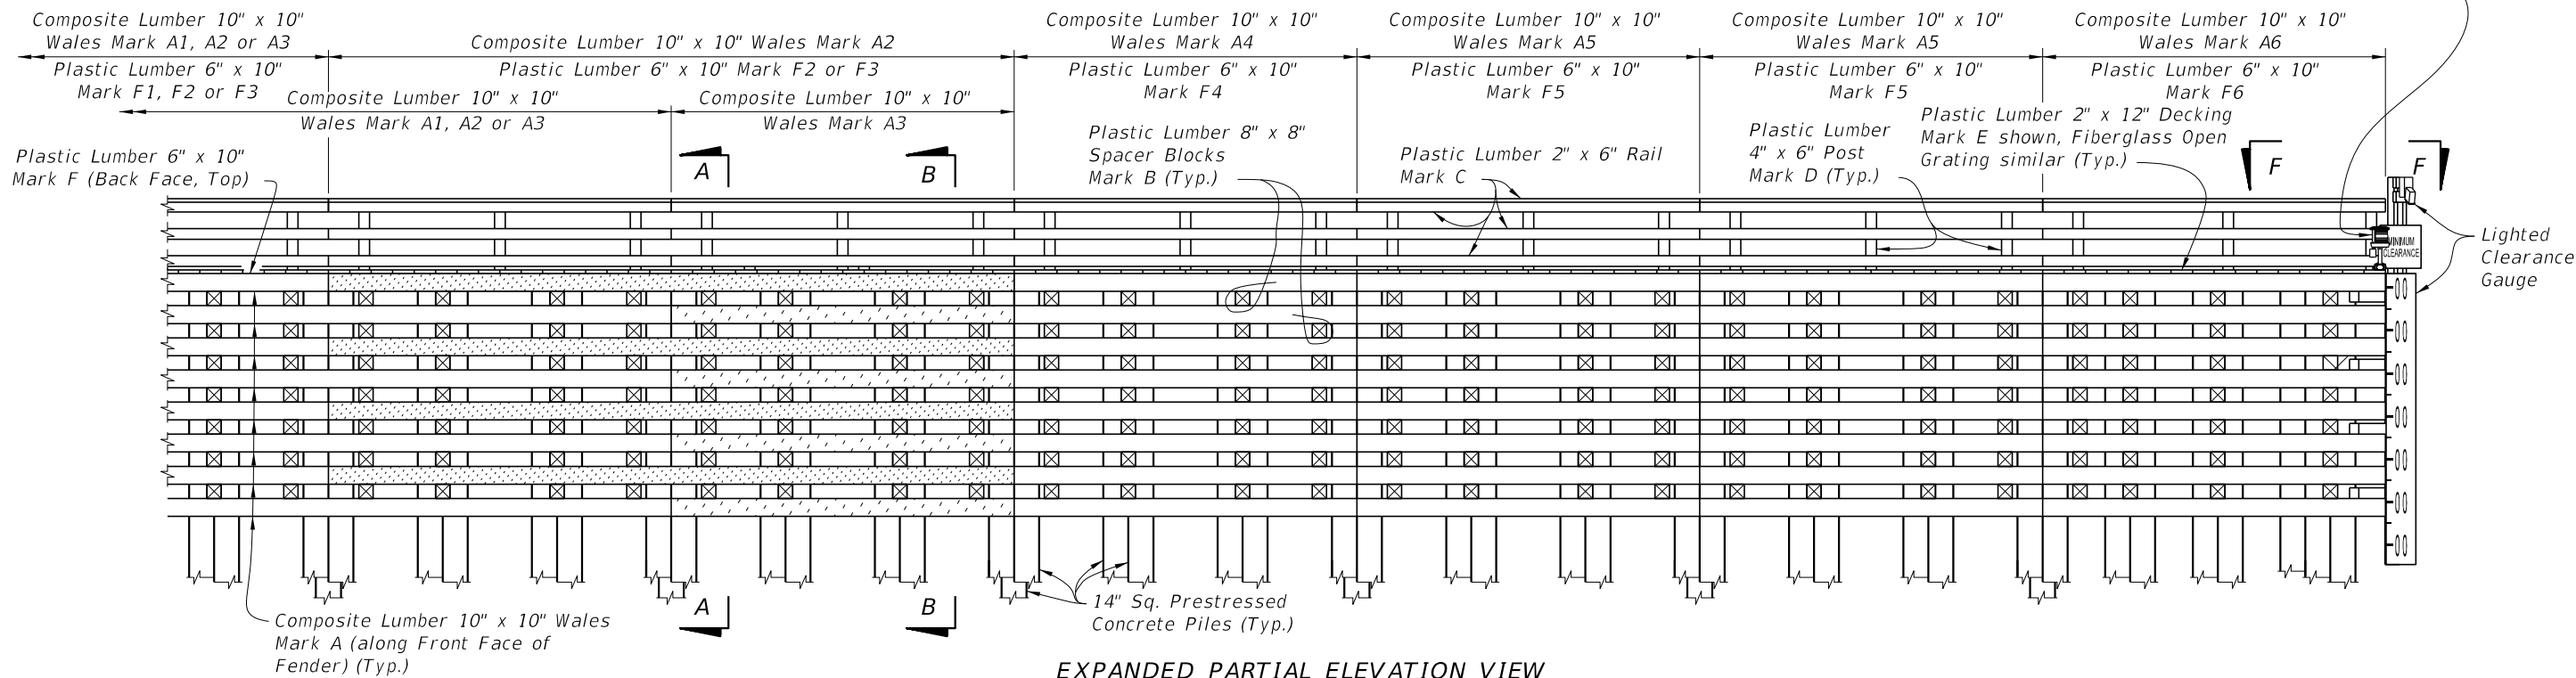 Composite Lumber 10" x 10"
Wales Mark A1, A2 or A3
Plastic Lumber 6" x 10"
Mark F1, F2 or F3
Composite Lumber 10" x 10" Wales Mark A2
Plastic Lumber 6" x 10" Mark F2 or F3
Composite Lumber 10" x 10"
Wales Mark A4
Plastic Lumber 6" x 10"
Mark F4
Composite Lumber 10" x 10"
Wales Mark A5
Plastic Lumber 6" x 10"
Mark F5
Composite Lumber 10" x 10"
Wales Mark A5
Plastic Lumber 6" x 10"
Mark F5
Composite Lumber 10" x 10"
Wales Mark A6
Plastic Lumber 6" x 10"
Mark F6
Composite Lumber 10" x 10"
Wales Mark A1, A2 or A3
Composite Lumber 10" x 10"
Wales Mark A3
Plastic Lumber 6" x 10"
Mark F (Back Face, Top)
A
B
Plastic Lumber 8" x 8"
Spacer Blocks
Mark B (Typ.)
Plastic Lumber 2" x 6" Rail
Mark C
Plastic Lumber
4" x 6" Post
Mark D (Typ.)
Plastic Lumber 2" x 12" Decking
Mark E shown, Fiberglass Open
Grating similar (Typ.)
F
F
MINIMUM
CLEARANCE
Lighted
Clearance
Gauge
A
B
14" Sq. Prestressed
Concrete Piles (Typ.)
Composite Lumber 10" x 10" Wales
Mark A (along Front Face of
Fender) (Typ.)
EXPANDED PARTIAL ELEVATION VIEW